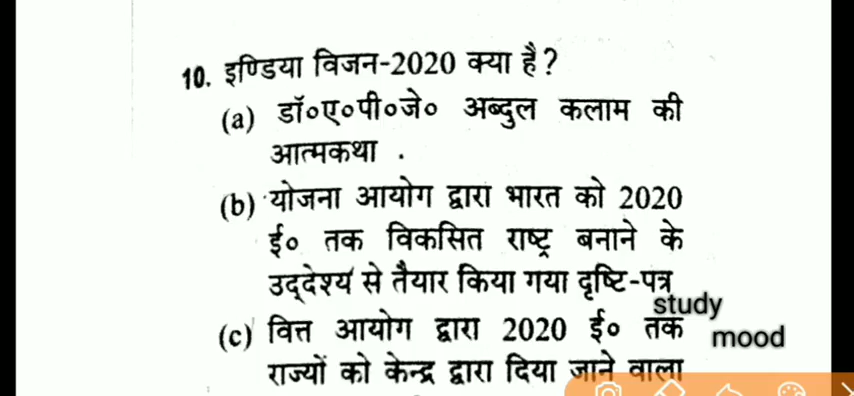 10. इण्डिया विजन-2020 क्या है?
(a) डॉ०ए०पी०जे० अब्दुल कलाम की
आत्मकथा .
(b) योजना आयोग द्वारा भारत को 2020
ई० तक विकसित राष्ट्र बनाने के
उद्देश्य से तैयार किया गया दृष्टि-पत्र
(c) वित्त आयोग द्वारा 2020 ई० तक
राज्यों को केन्द्र द्वारा दिया जाने वाला
study
mood